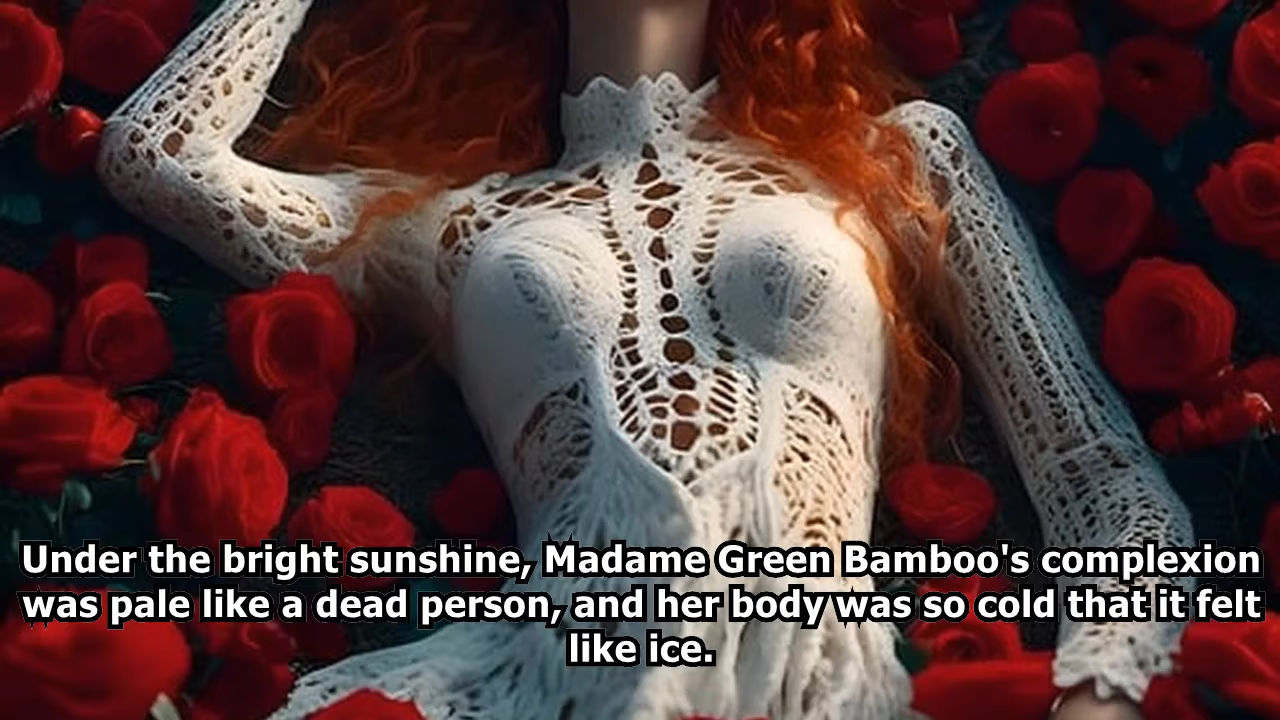 Under the bright sunshine, Madame Green Bamboo's complexion
was pale like a dead person, and her body was so cold that it felt
like ice.